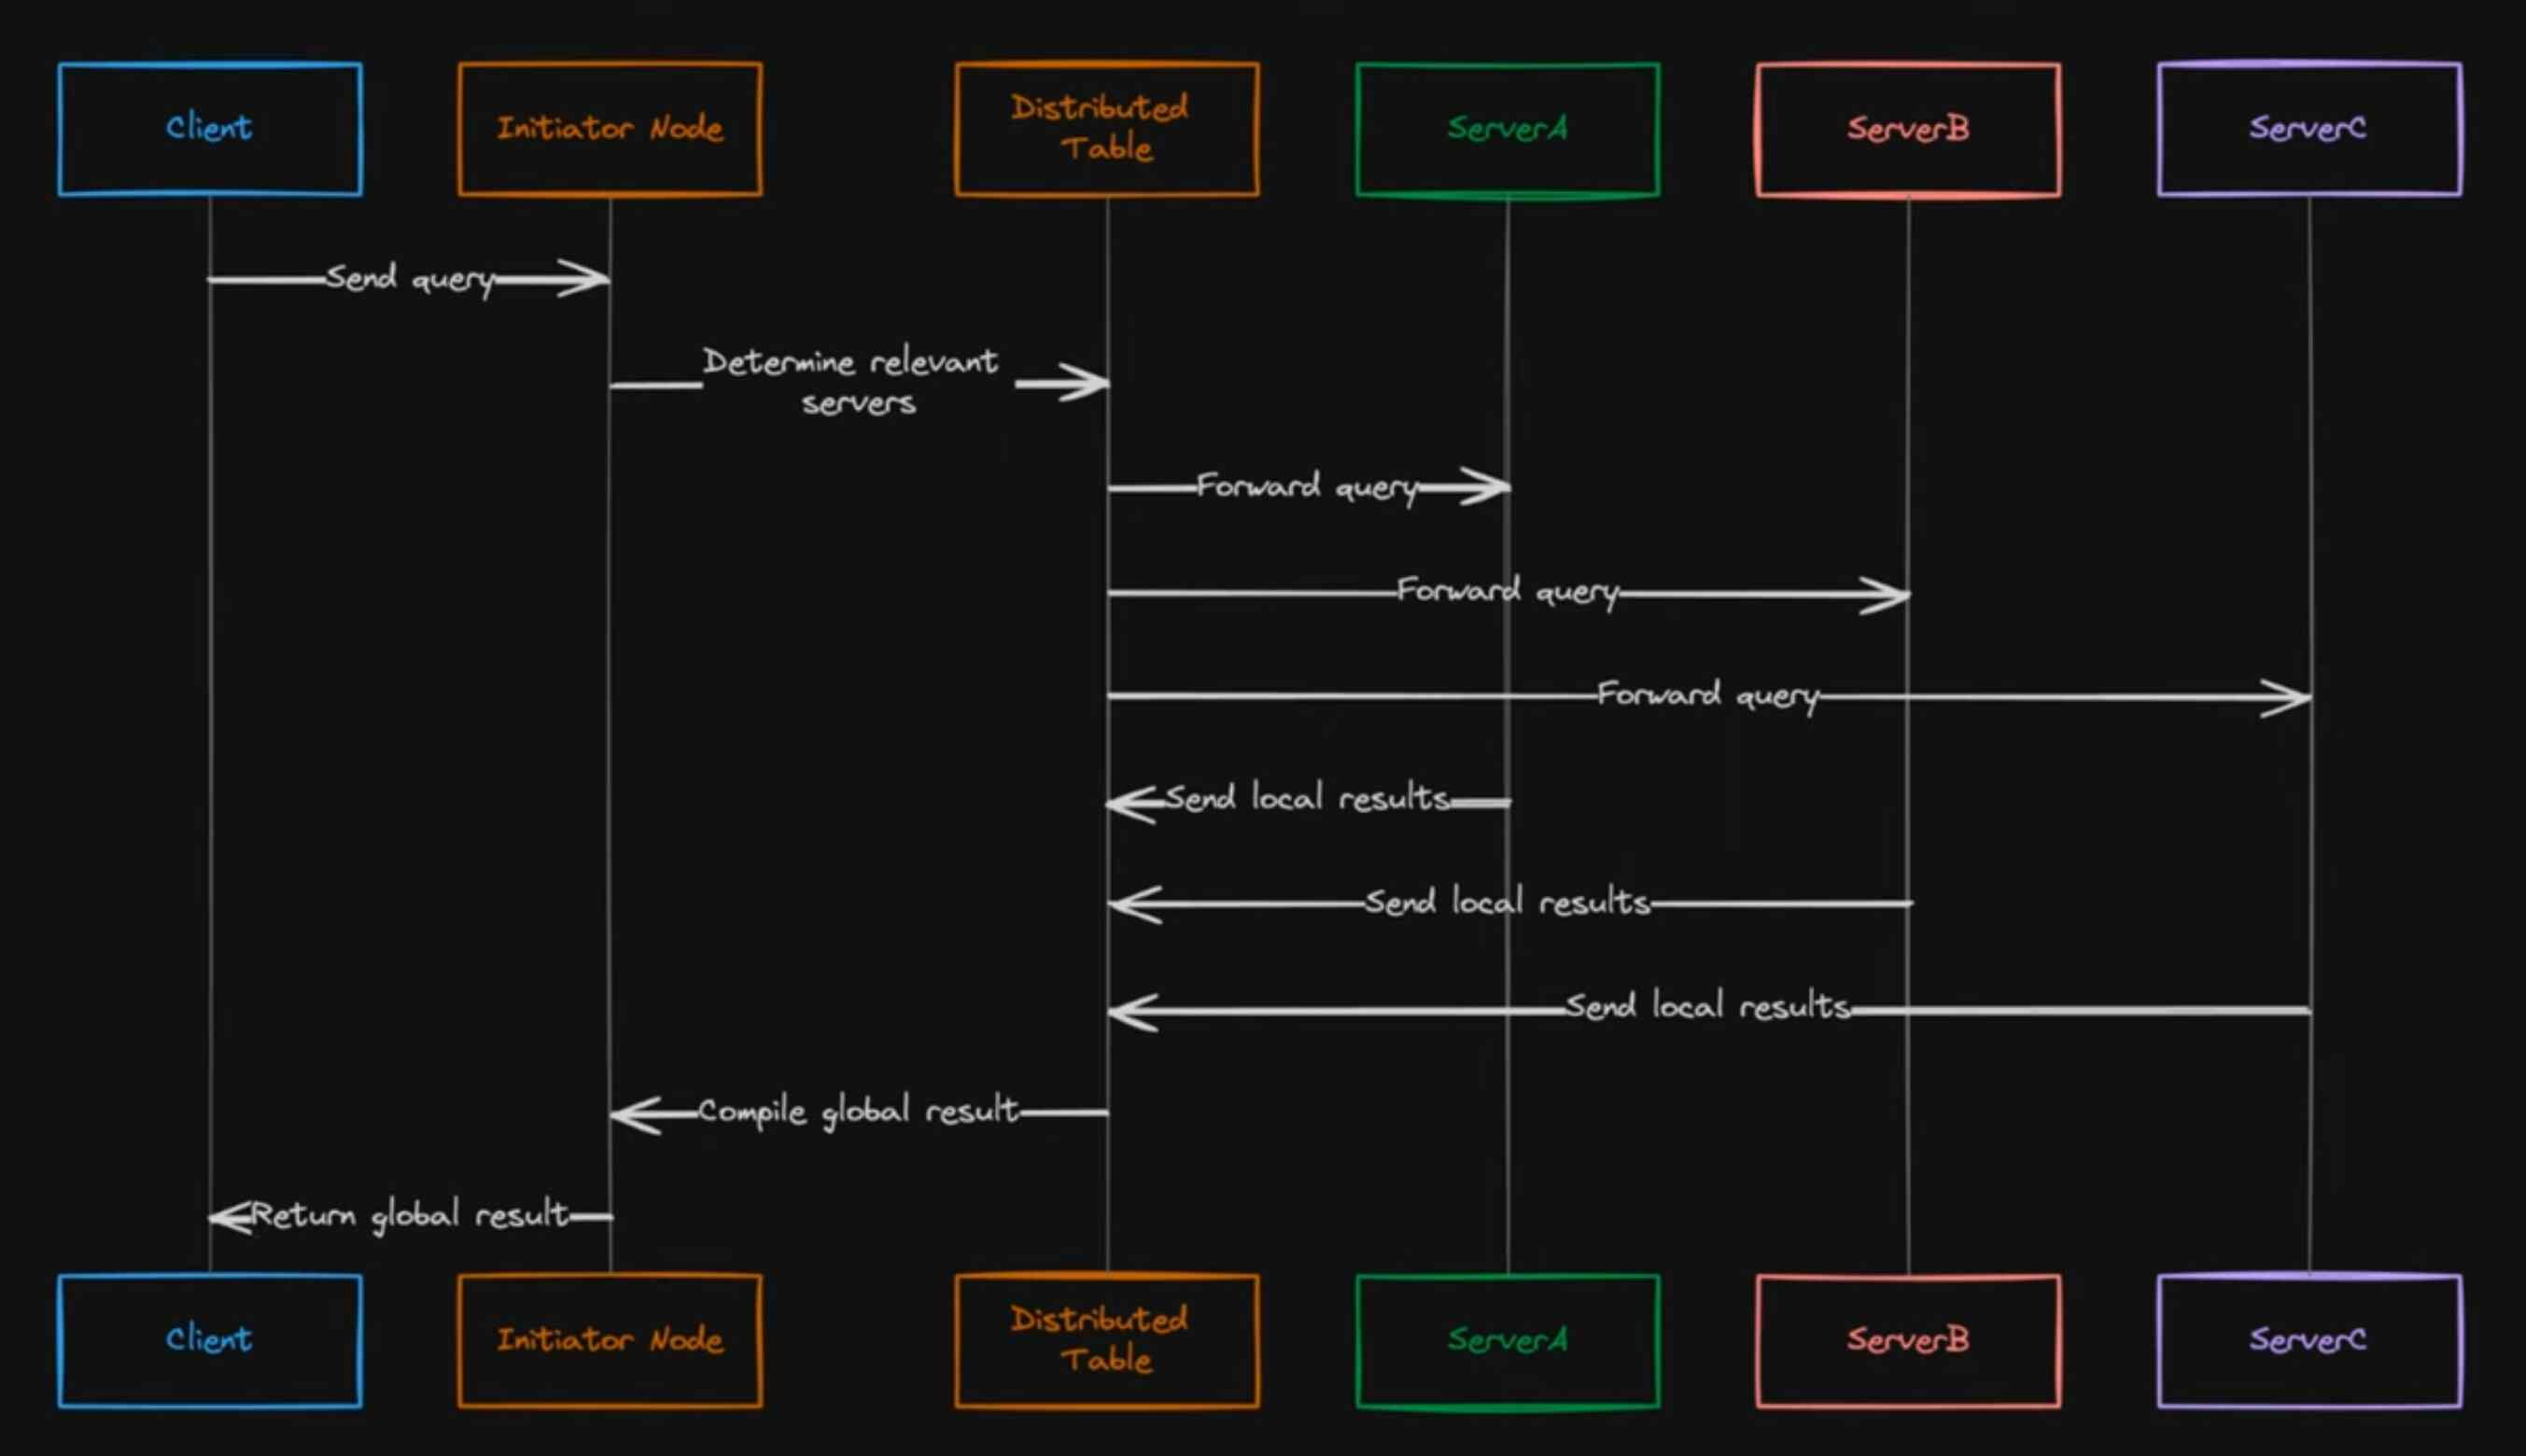 Client
Initiator Node
Distributed
Table
ServerA
ServerB
ServerC
Send query
Determine relevant
servers
Forward query
Forward query
Forward query
Send local results
Send local results
Send local results
Compile global result
Return global result
Client
Initiator Node
Distributed
Table
ServerA
ServerB
ServerC